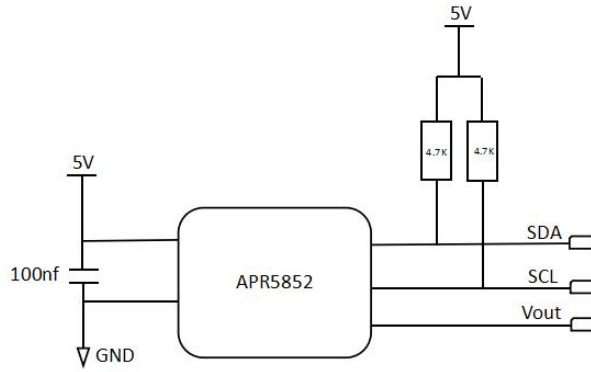 5V
4.7K
4.7K
5V
SDA
100nf
APR5852
SCL
Vout
GND